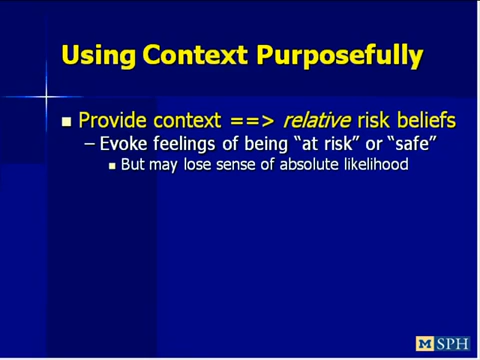 Using Context Purposefully
Provide context ==> relative risk beliefs
– Evoke feelings of being “at risk” or “safe”
But may lose sense of absolute likelihood
M SPH